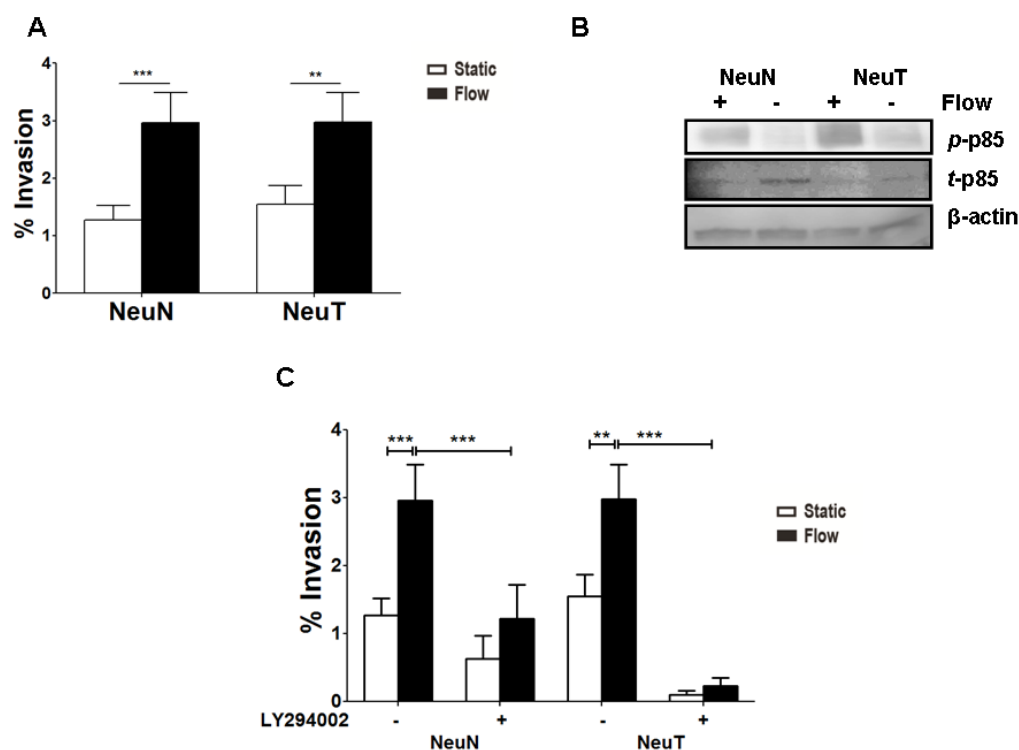 A
4
3
2
1
0
% Invasion
*** **
Static
Flow
NeuN NeuT
B
NeuN NeuT
+ - + - Flow
p-p85
t-p85
β-actin
C
4
3
2
1
0
% Invasion
*** *** ** ***
Static
Flow
LY294002 - + - +
NeuN NeuT